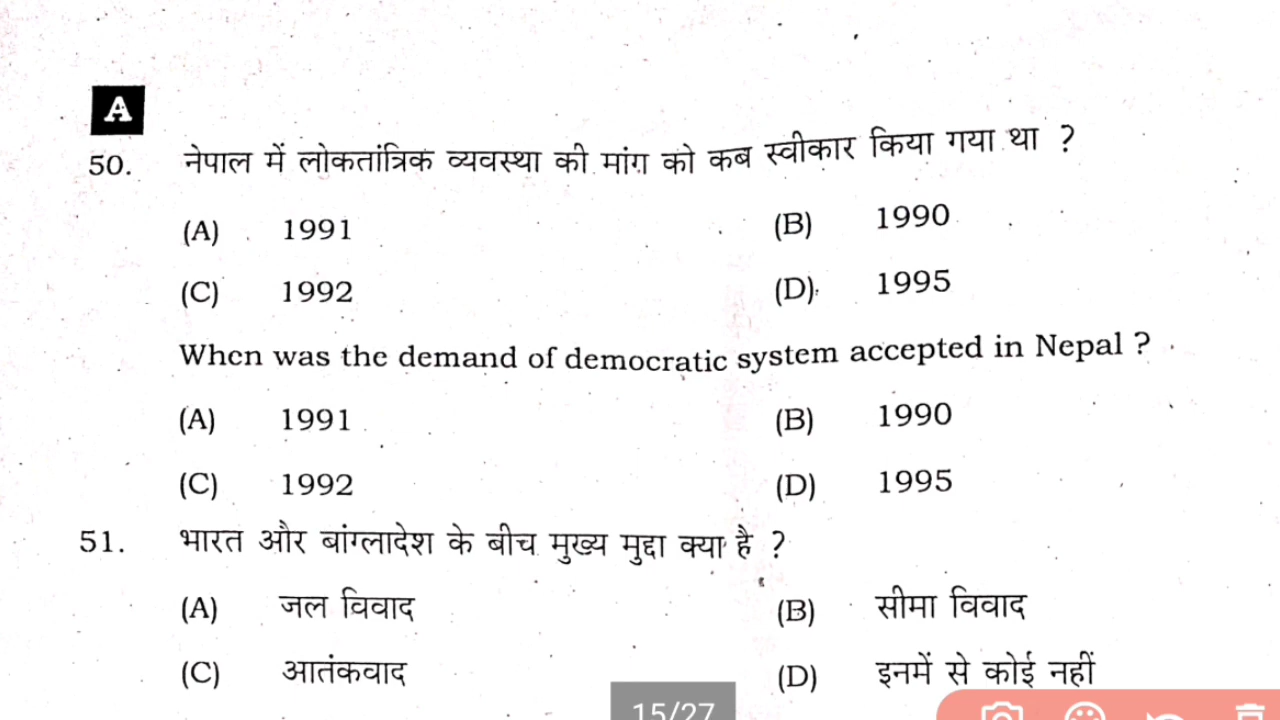 A
50. नेपाल में लोकतांत्रिक व्यवस्था की मांग को कब स्वीकार किया गया था ?
(A) 1991 (B) 1990
(C) 1992 (D) 1995
When was the demand of democratic system accepted in Nepal ?
(A) 1991 (B) 1990
(C) 1992 (D) 1995
51. भारत और बांग्लादेश के बीच मुख्य मुद्दा क्या है ?
(A) जल विवाद (B) सीमा विवाद
(C) आतंकवाद (D) इनमें से कोई नहीं
15/27